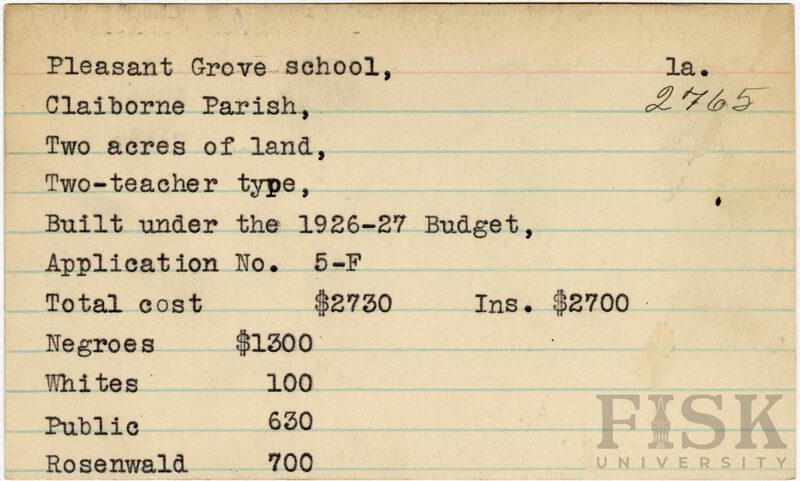 Pleasant Grove school, la.
Claiborne Parish, 2765
Two acres of land,
Two-teacher type,
Built under the 1926-27 Budget,
Application No. 5-F
Total cost $2730 Ins. $2700
Negroes $1300
Whites 100
Public 630
Rosenwald 700
FISK
UNIVERSITY